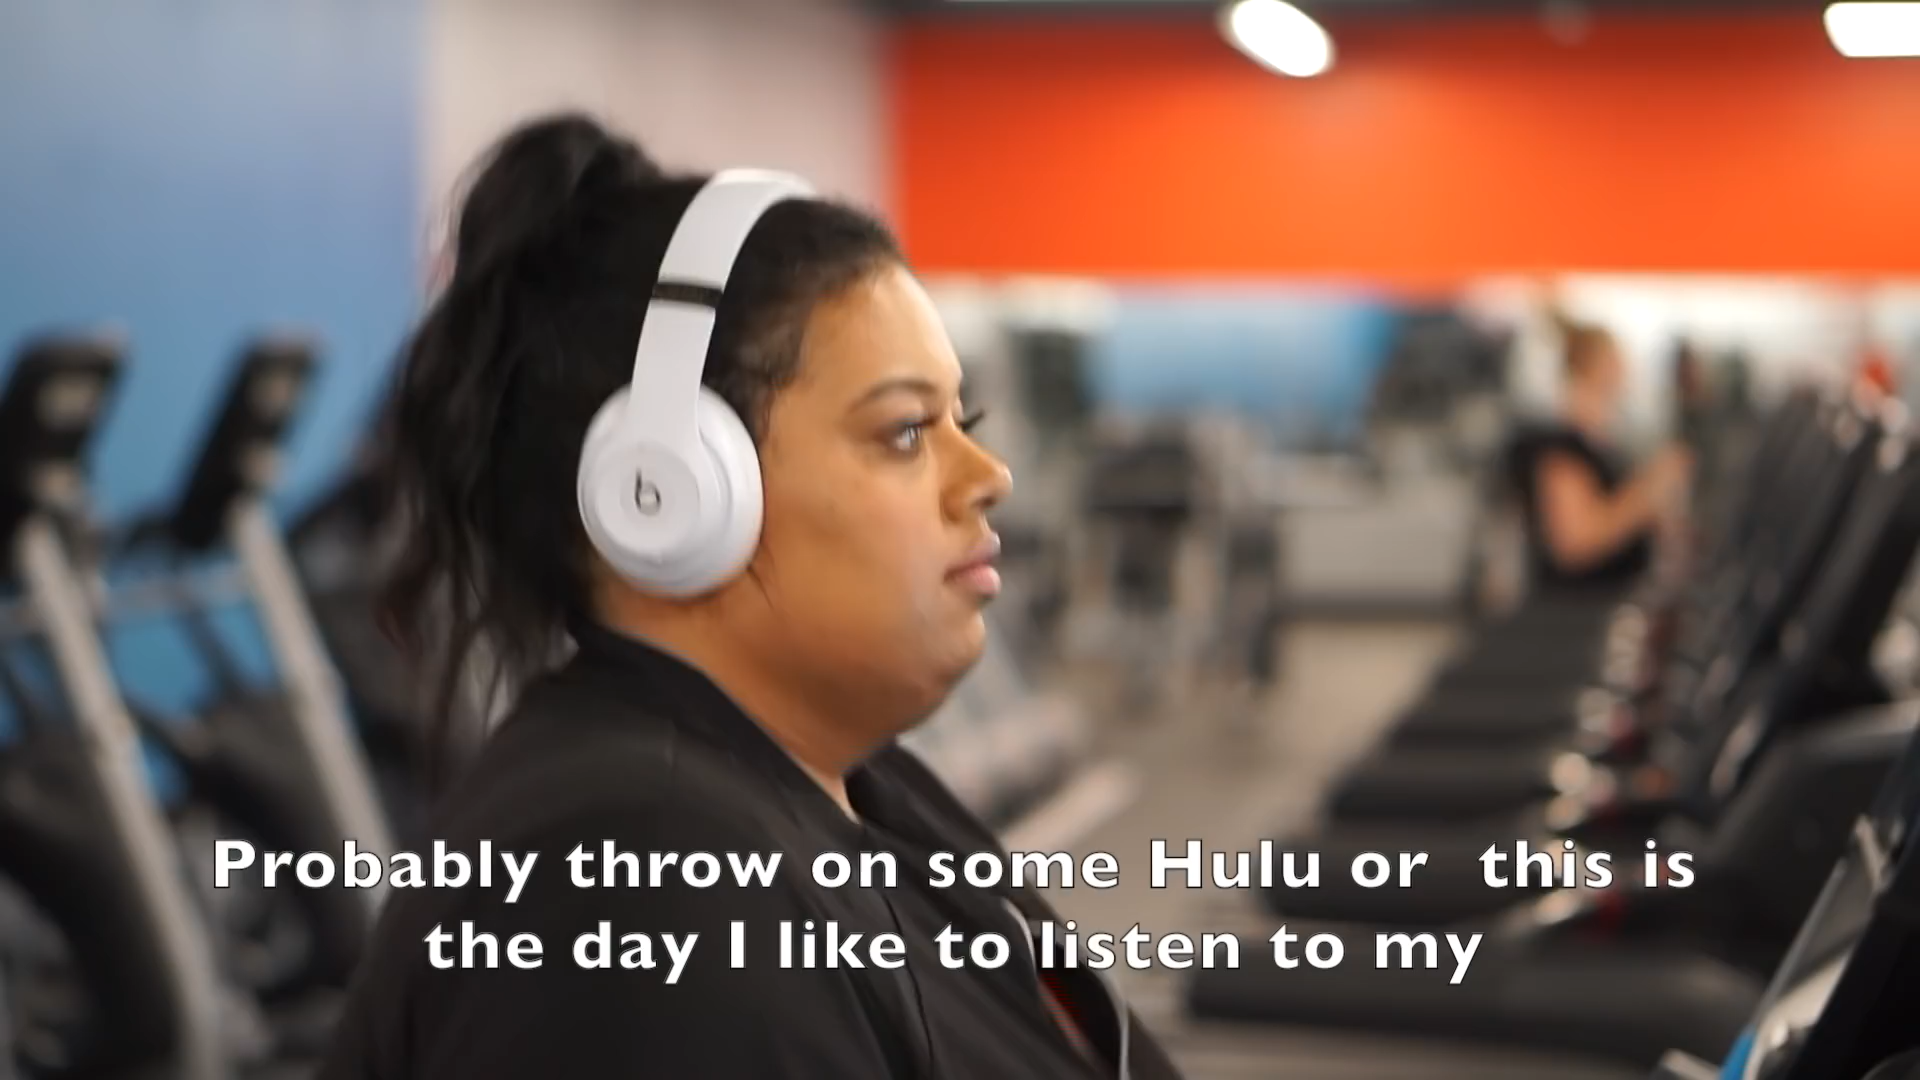 Probably throw on some Hulu or  this is
the day I like to listen to my